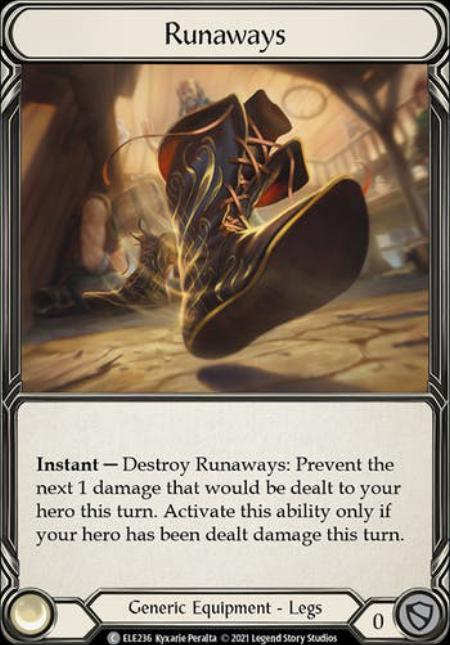 Runaways
Instant — Destroy Runaways: Prevent the
next 1 damage that would be dealt to your
hero this turn. Activate this ability only if
your hero has been dealt damage this turn.
Generic Equipment - Legs
0
C ELE236 Kyxarie Peralta © 2021 Legend Story Studios